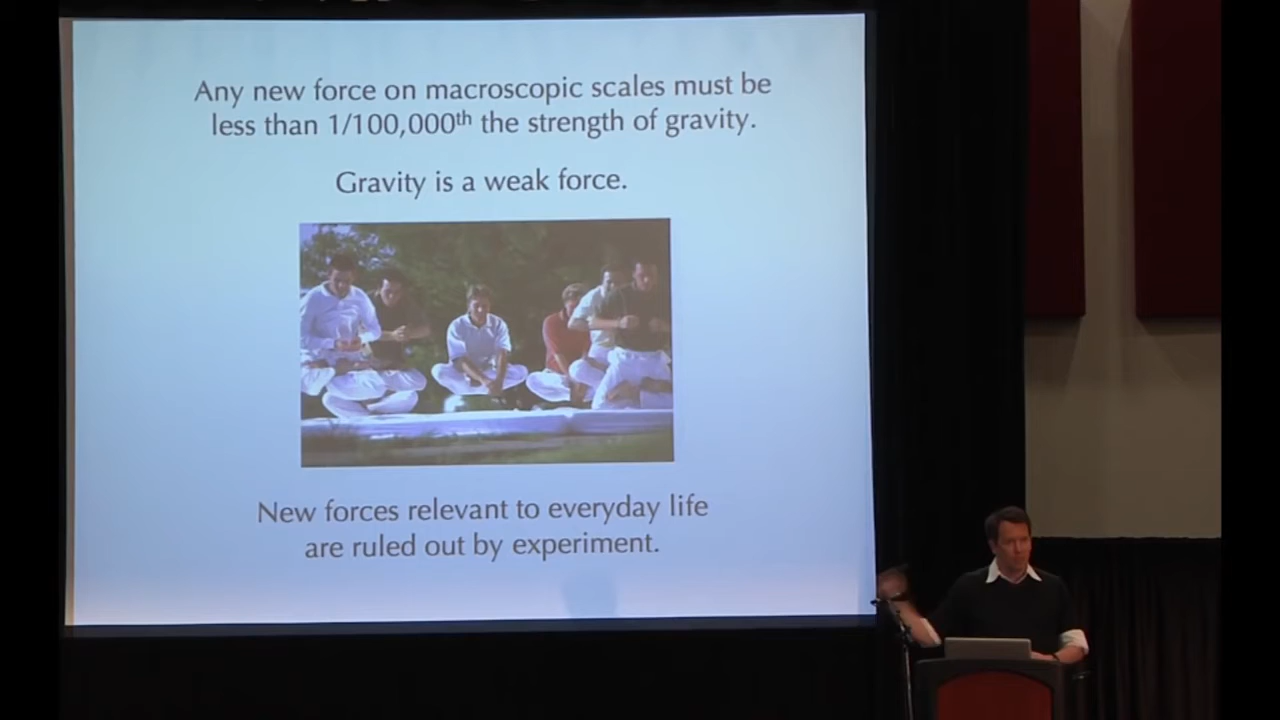 Any new force on macroscopic scales must be
less than 1/100,000th the strength of gravity.
Gravity is a weak force.
New forces relevant to everyday life
are ruled out by experiment.